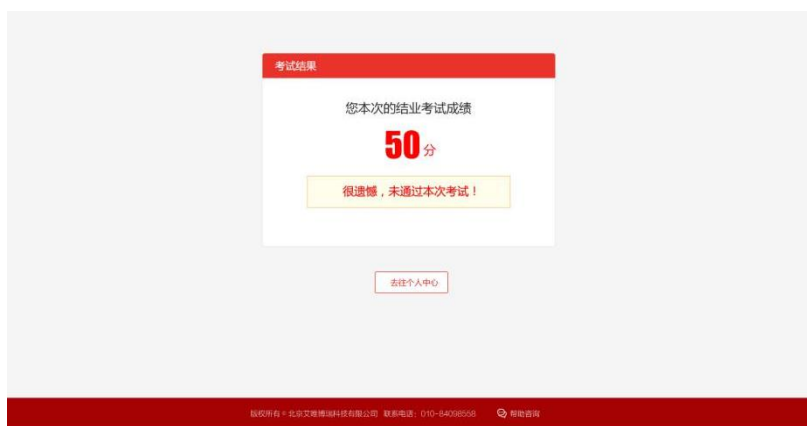 考试结果
您本次的结业考试成绩
50 分
很遗憾，未通过本次考试！
去往个人中心
版权所有©北京艾唯博瑞科技有限公司 联系电话：010-84098558 帮助咨询